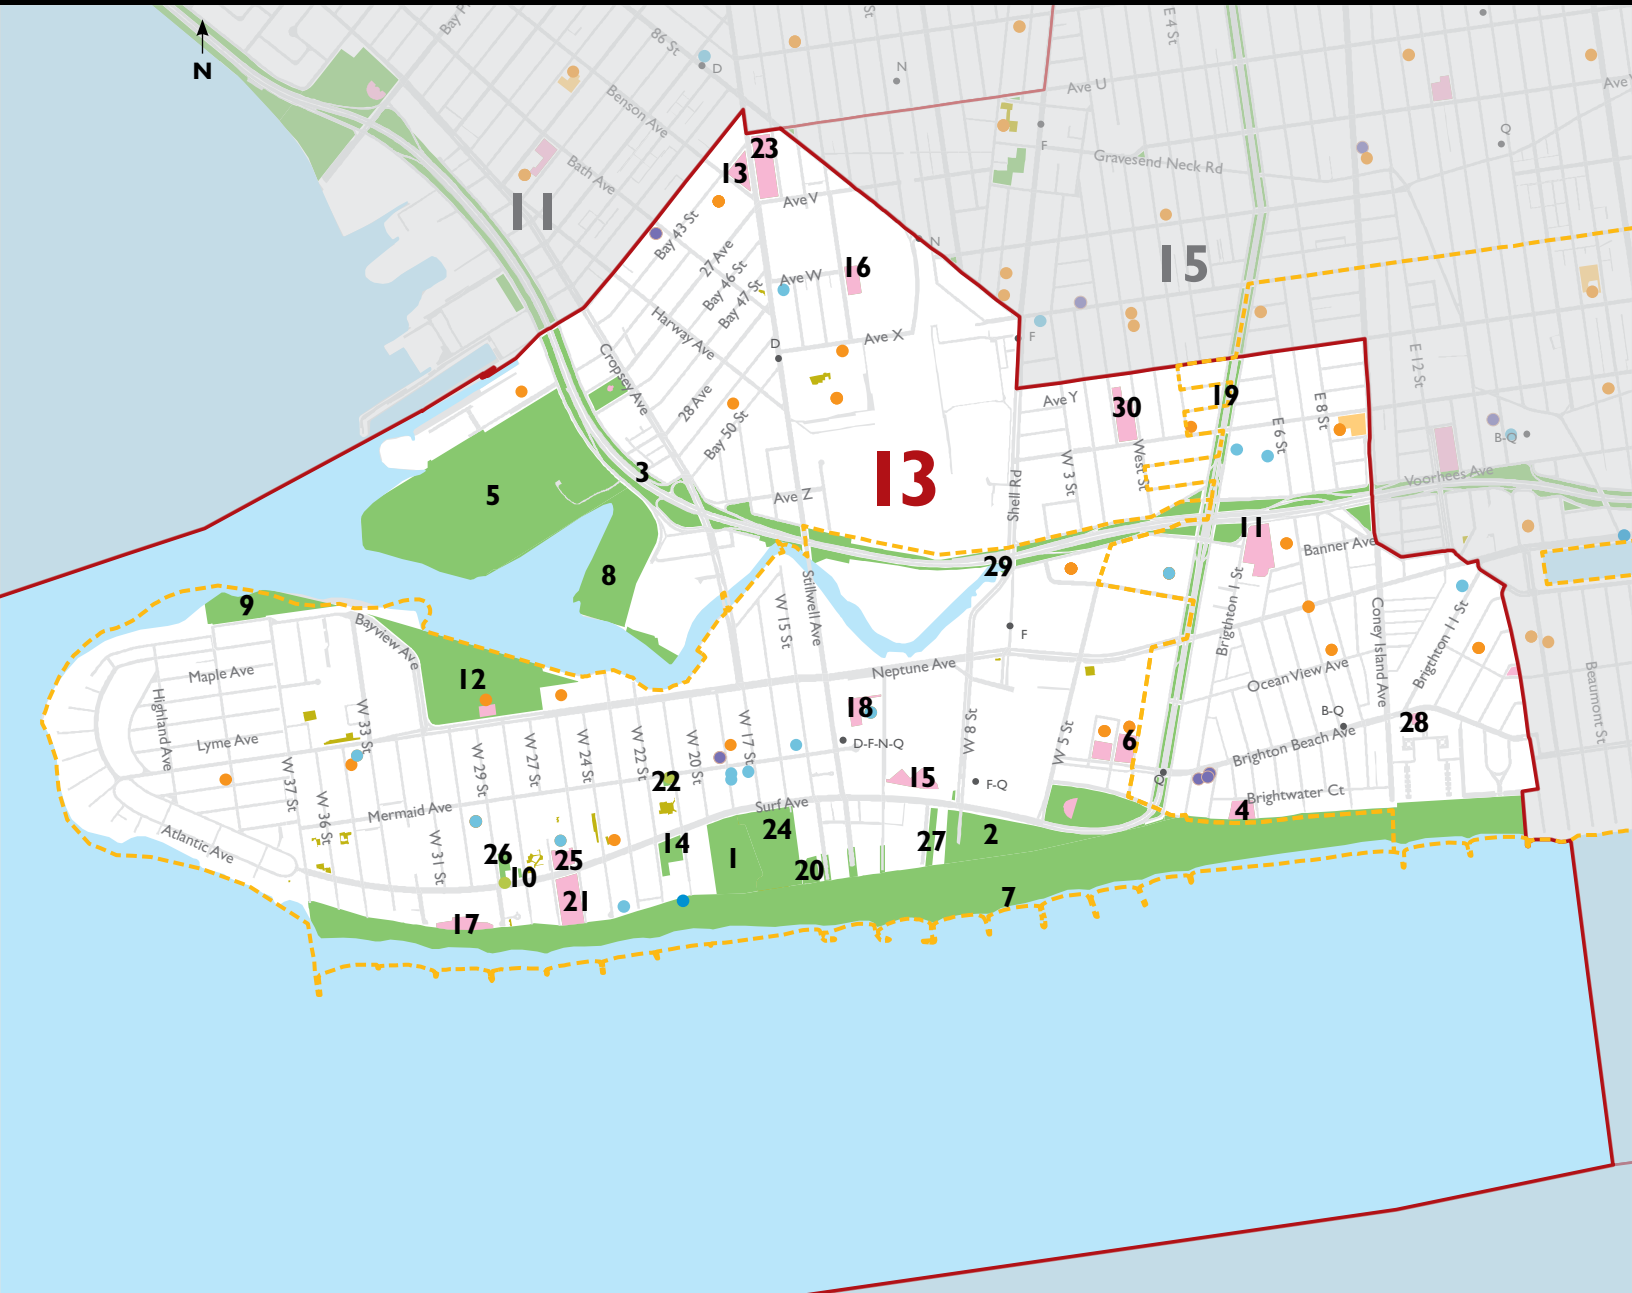 N
Bay P
86 St
D
St
N
E 4 St
Ave U
Ave
Q
F
Gravesend Neck Rd
Benson Ave
Bath Ave
11
15
23
13
Ave V
Bay 43 St
27 Ave
Bay 46 St
Bay 47 St
Ave W
16
N
Harway Ave
D
Ave X
F
Cropsey Ave
28 Ave
Bay 50 St
Ave Y
30
19
E 6 St
E 8 St
E 12 St
B-Q
W 3 St
West St
Voorhees Ave
3
5
13
Ave Z
Shell Rd
11
Banner Ave
29
8
9
Stillwell Ave
W 15 St
F
Brigthton 1 St
Coney Island Ave
Brigthton 11 St
Bayview Ave
Neptune Ave
Ocean View Ave
Beaumont St
Maple Ave
12
Highland Ave
W 33 St
18
B-Q
28
Lyme Ave
W 29 St
W 27 St
W 24 St
W 22 St
W 20 St
W 17 St
D-F-N-Q
W 8 St
W 5 St
6
Brighton Beach Ave
W 37 St
22
15
F-Q
Q
W 36 St
Mermaid Ave
Surf Ave
4
Brightwater Ct
Atlantic Ave
W 31 St
26
10
25
14
1
24
20
27
2
21
17
7